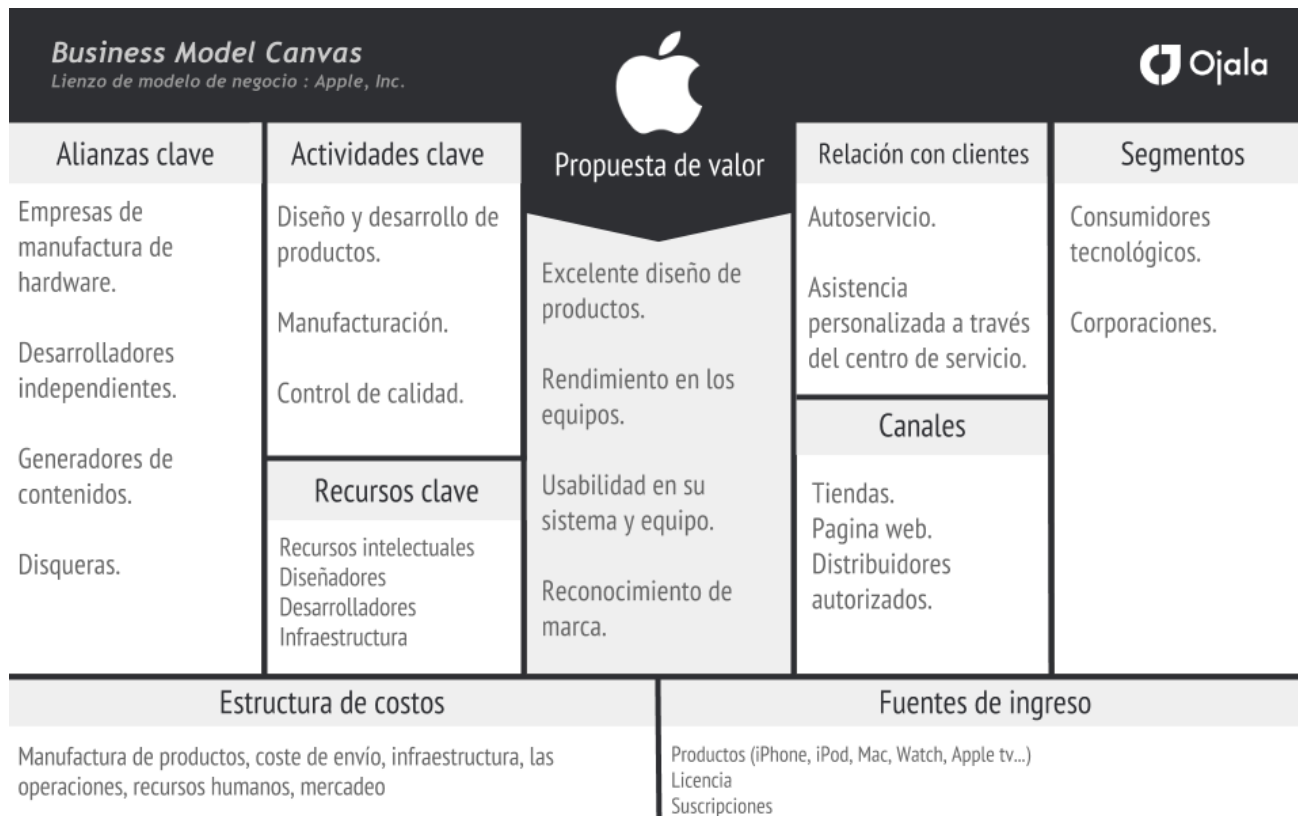 Business Model Canvas
Lienzo de modelo de negocio : Apple, Inc.
Ojala
Alianzas clave
Empresas de
manufactura de
hardware.
Desarrolladores
independientes.
Generadores de
contenidos.
Disqueras.
Actividades clave
Diseño y desarrollo de
productos.
Manufacturación.
Control de calidad.
Recursos clave
Recursos intelectuales
Diseñadores
Desarrolladores
Infraestructura
Propuesta de valor
Excelente diseño de
productos.
Rendimiento en los
equipos.
Usabilidad en su
sistema y equipo.
Reconocimiento de
marca.
Relación con clientes
Autoservicio.
Asistencia
personalizada a través
del centro de servicio.
Canales
Tiendas.
Pagina web.
Distribuidores
autorizados.
Segmentos
Consumidores
tecnológicos.
Corporaciones.
Estructura de costos
Manufactura de productos, coste de envío, infraestructura, las
operaciones, recursos humanos, mercadeo
Fuentes de ingreso
Productos (iPhone, iPod, Mac, Watch, Apple tv...)
Licencia
Suscripciones